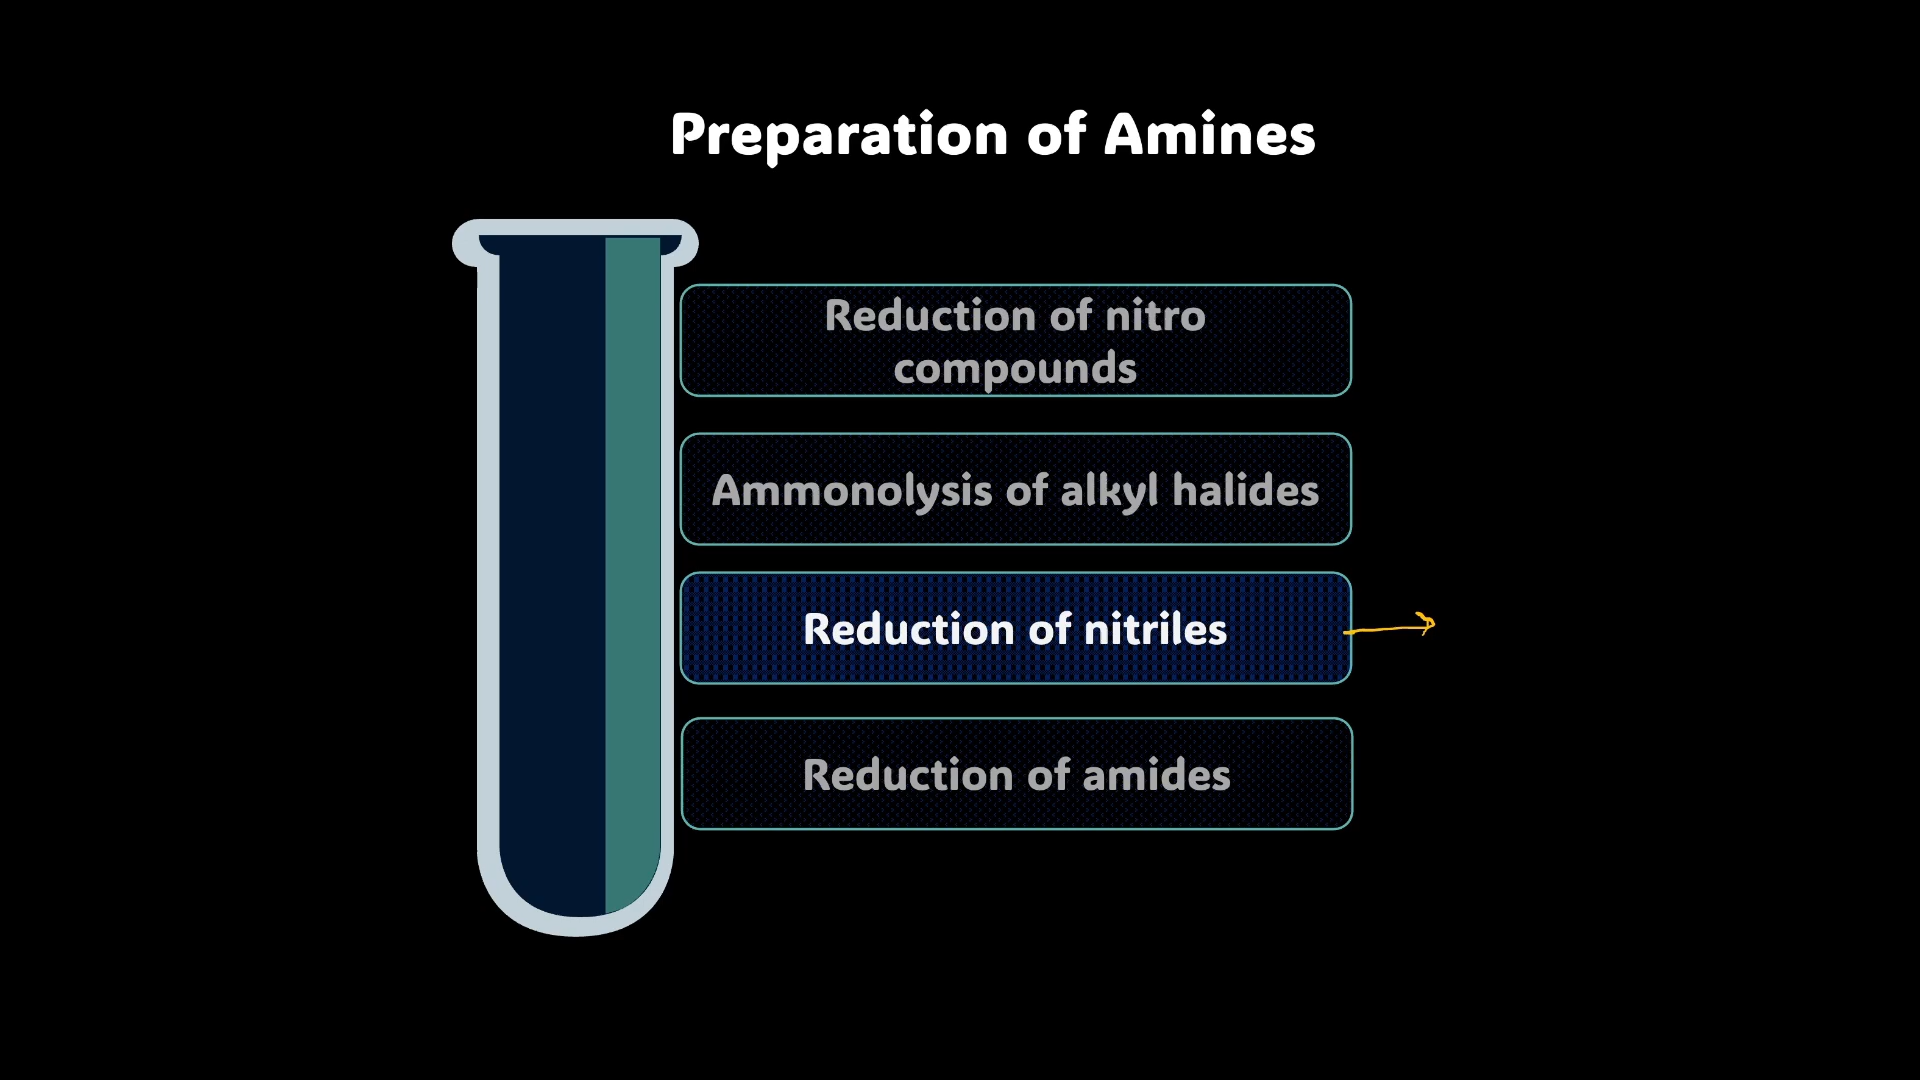 Preparation of Amines
Reduction of nitro
compounds
Ammonolysis of alkyl halides
Reduction of nitriles
Reduction of amides